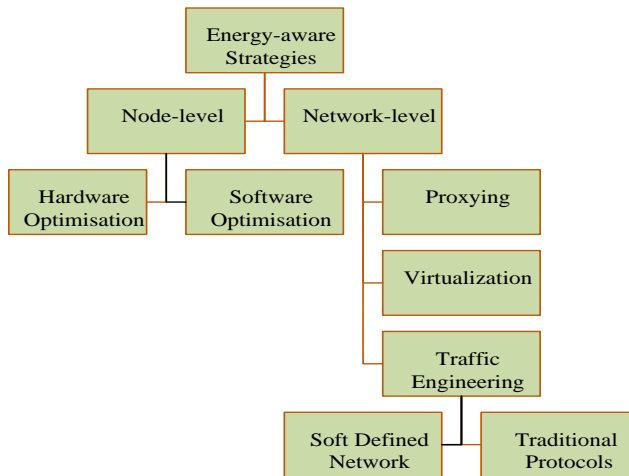 Energy-aware
Strategies
Node-level
Network-level
Hardware
Optimisation
Software
Optimisation
Proxying
Virtualization
Traffic
Engineering
Soft Defined
Network
Traditional
Protocols